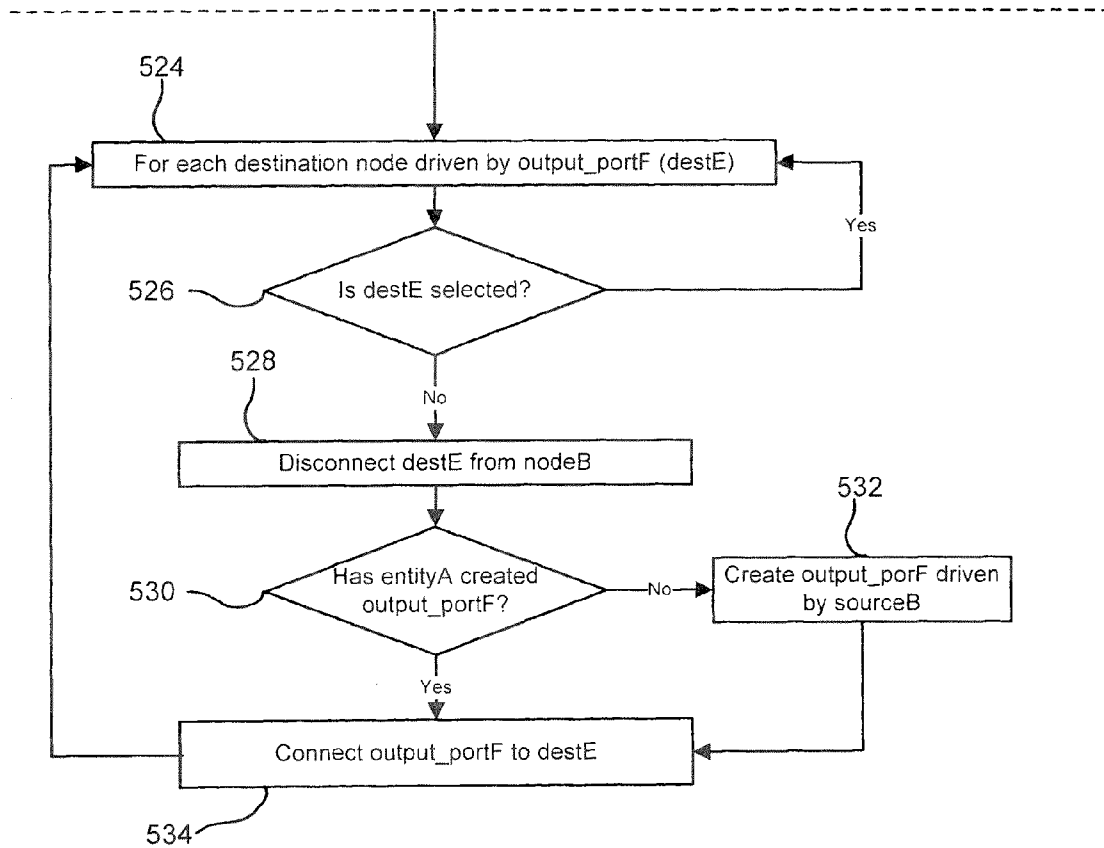 524
For each destination node driven by output_portF (destE)
Yes
526
Is destE selected?
528
No
Disconnect destE from nodeB
532
530
Has entityA created
output_portF?
No
Create output_porF driven
by sourceB
Yes
Connect output_portF to destE
534